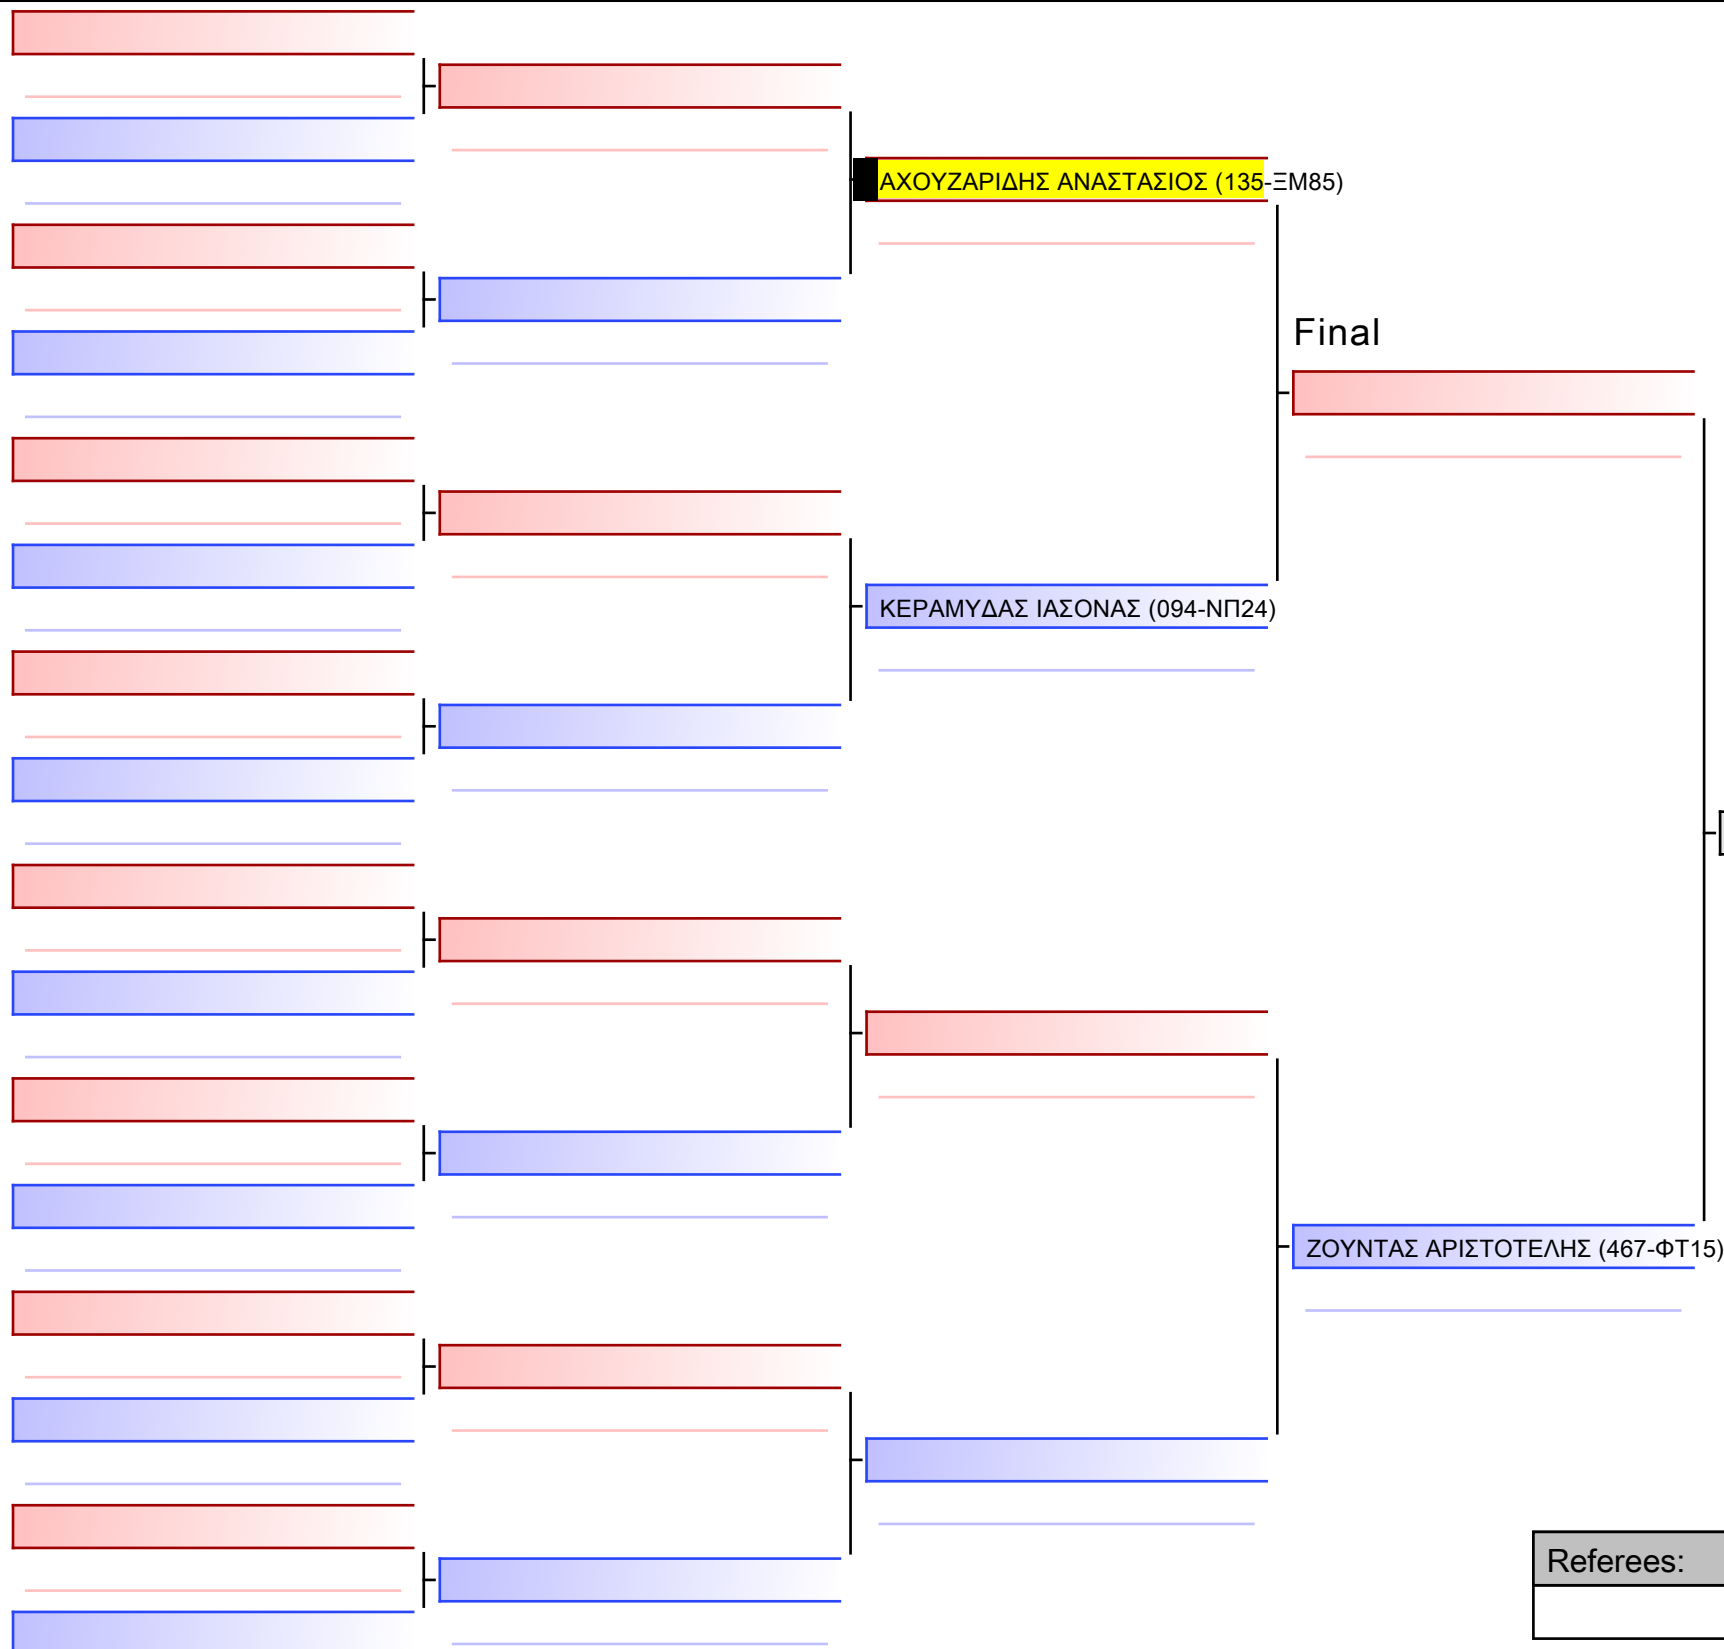 ΑΧΟΥΖΑΡΙΔΗΣ ΑΝΑΣΤΑΣΙΟΣ (135-ΞΜ85)
Final
ΚΕΡΑΜΥΔΑΣ ΙΑΣΟΝΑΣ (094-ΝΠ24)
ΖΟΥΝΤΑΣ ΑΡΙΣΤΟΤΕΛΗΣ (467-ΦΤ15)
Referees: